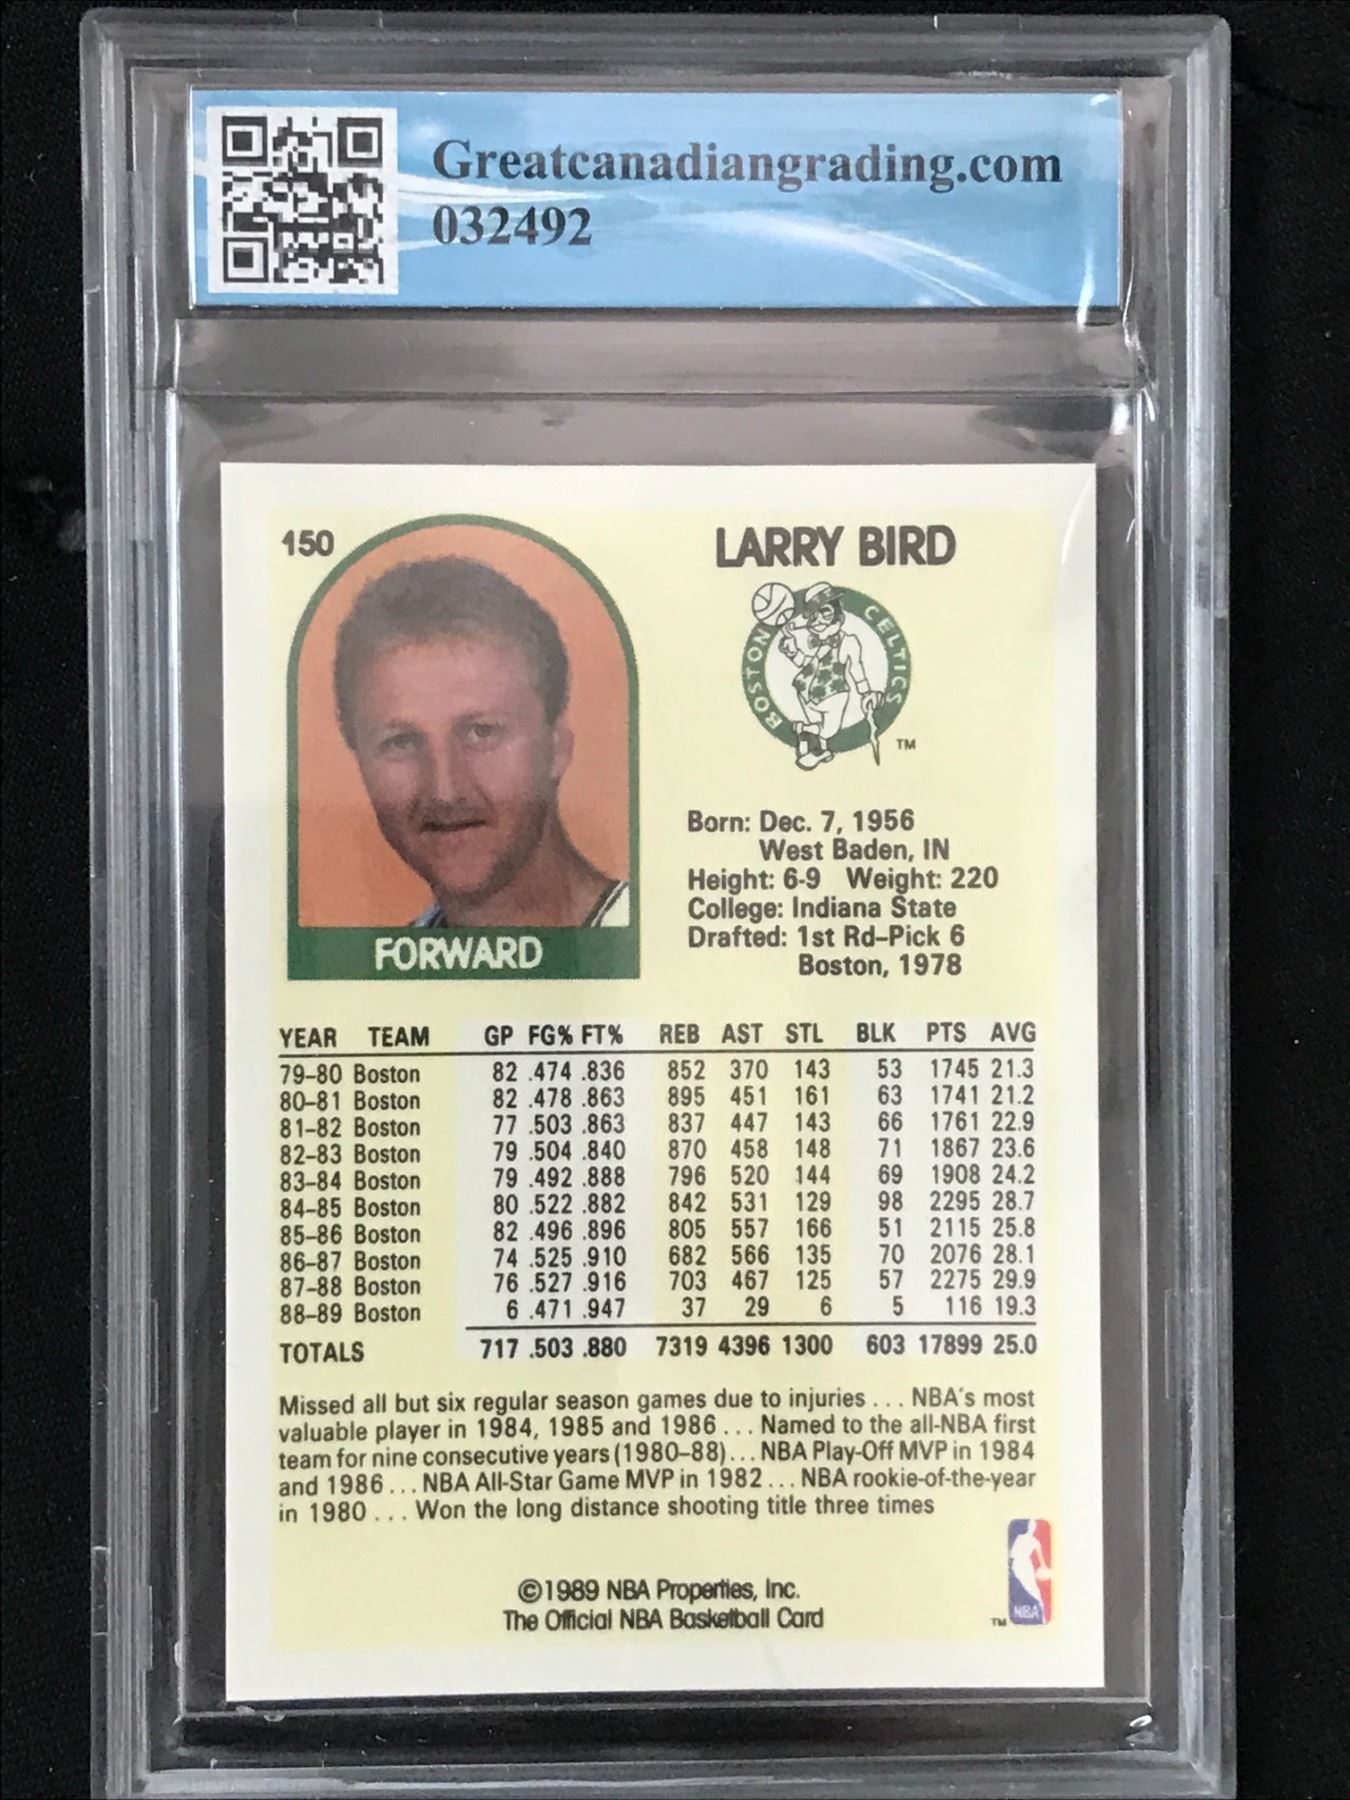 Greatcanadiangrading.com
032492
150
LARRY BIRD
BOSTON CELTICS
TM
Born: Dec. 7, 1956
West Baden, IN
Height: 6-9 Weight: 220
College: Indiana State
Drafted: 1st Rd-Pick 6
Boston, 1978
FORWARD
YEAR TEAM GP FG% FT% REB AST STL BLK PTS AVG
79-80 Boston 82 .474 .836 852 370 143 53 1745 21.3
80-81 Boston 82 .478 .863 895 451 161 63 1741 21.2
81-82 Boston 77 .503 .863 837 447 143 66 1761 22.9
82-83 Boston 79 .504 .840 870 458 148 71 1867 23.6
83-84 Boston 79 .492 .888 796 520 144 69 1908 24.2
84-85 Boston 80 .522 .882 842 531 129 98 2295 28.7
85-86 Boston 82 .496 .896 805 557 166 51 2115 25.8
86-87 Boston 74 .525 .910 682 566 135 70 2076 28.1
87-88 Boston 76 .527 .916 703 467 125 57 2275 29.9
88-89 Boston 6 .471 .947 37 29 6 5 116 19.3
TOTALS 717 .503 .880 7319 4396 1300 603 17899 25.0
Missed all but six regular season games due to injuries . . . NBA's most
valuable player in 1984, 1985 and 1986 . . . Named to the all-NBA first
team for nine consecutive years (1980-88) . . . NBA Play-Off MVP in 1984
and 1986 . . . NBA All-Star Game MVP in 1982 . . . NBA rookie-of-the-year
in 1980 . . . Won the long distance shooting title three times
©1989 NBA Properties, Inc.
The Official NBA Basketball Card
TM NBA